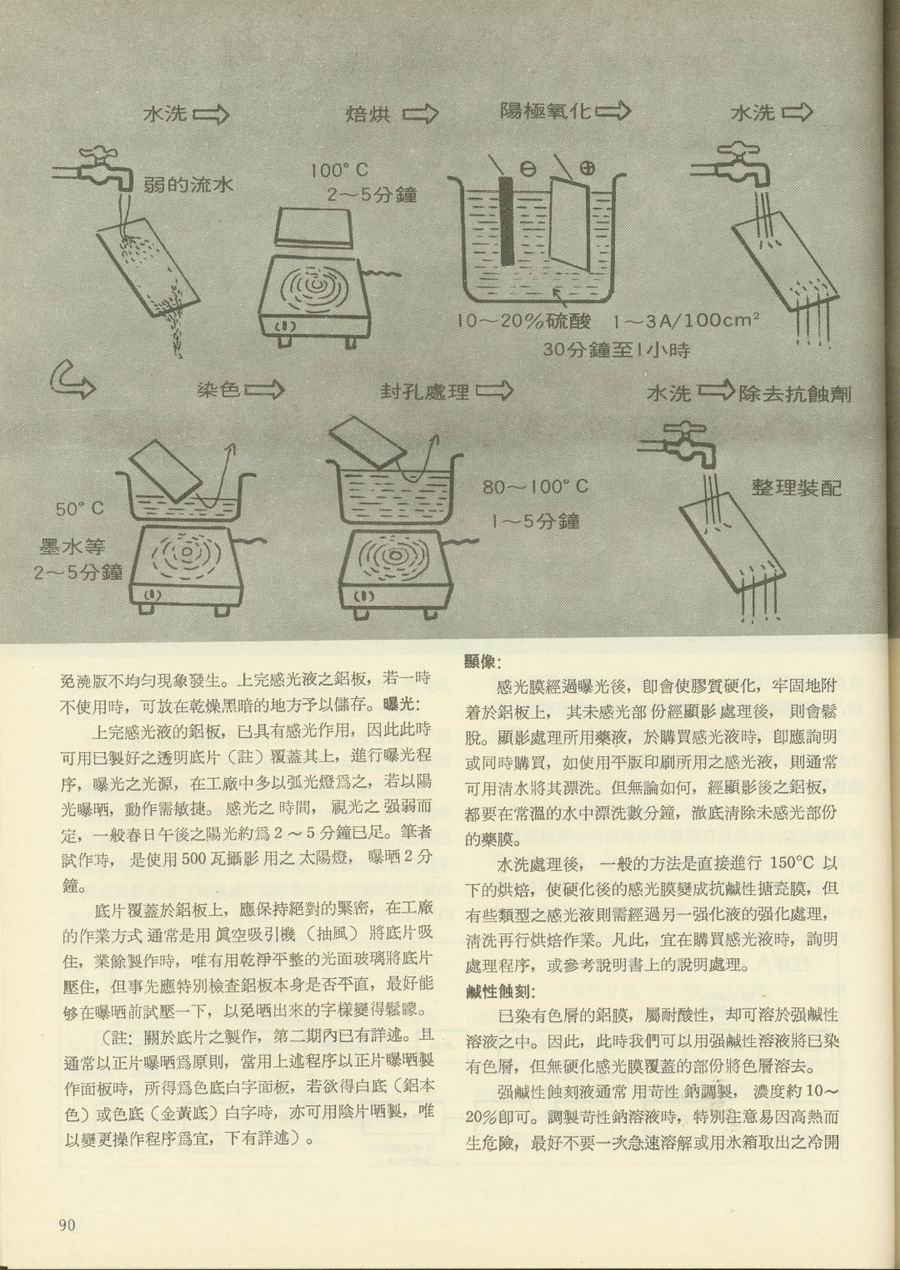 水洗 ⇨ 焙烘 ⇨ 陽極氧化 ⇨ 水洗 ⇨
弱的流水
100°C
2～5分鐘
⊖ ⊕
10～20%硫酸 1～3A/100cm²
30分鐘至1小時
染色 ⇨ 封孔處理 ⇨ 水洗 ⇨ 除去抗蝕劑
50°C
墨水等
2～5分鐘
80～100°C
1～5分鐘
整理裝配
免澆版不均勻現象發生。上完感光液之鋁板，若一時
不使用時，可放在乾燥黑暗的地方予以儲存。曝光：
上完感光液的鋁板，已具有感光作用，因此此時
可用已製好之透明底片（註）覆蓋其上，進行曝光程
序，曝光之光源，在工廠中多以弧光燈爲之，若以陽
光曝晒，動作需敏捷。感光之時間，視光之强弱而
定，一般春日午後之陽光約爲2～5分鐘已足。筆者
試作時，是使用500瓦攝影用之太陽燈，曝晒2分
鐘。
底片覆蓋於鋁板上，應保持絕對的緊密，在工廠
的作業方式通常是用眞空吸引機（抽風）將底片吸
住，業餘製作時，唯有用乾淨平整的光面玻璃將底片
壓住，但事先應特別檢查鋁板本身是否平直，最好能
够在曝晒前試壓一下，以免晒出來的字樣變得鬆矇。
（註：關於底片之製作，第二期內已有詳述。且
通常以正片曝晒爲原則，當用上述程序以正片曝晒製
作面板時，所得爲色底白字面板，若欲得白底（鋁本
色）或色底（金黃底）白字時，亦可用陰片晒製，唯
以變更操作程序爲宜，下有詳述）。
顯像：
感光膜經過曝光後，卽會使膠質硬化，牢固地附
着於鋁板上，其未感光部份經顯影處理後，則會鬆
脫。顯影處理所用藥液，於購買感光液時，卽應詢明
或同時購買，如使用平版印刷所用之感光液，則通常
可用淸水將其漂洗。但無論如何，經顯影後之鋁板，
都要在常溫的水中漂洗數分鐘，澈底淸除未感光部份
的藥膜。
水洗處理後，一般的方法是直接進行150℃以
下的烘焙，使硬化後的感光膜變成抗鹹性搪瓷膜，但
有些類型之感光液則需經過另一强化液的强化處理，
淸洗再行烘焙作業。凡此，宜在購買感光液時，詢明
處理程序，或參考說明書上的說明處理。
鹹性蝕刻：
已染有色層的鋁膜，屬耐酸性，却可溶於强鹹性
溶液之中。因此，此時我們可以用强鹹性溶液將已染
有色層，但無硬化感光膜覆蓋的部份將色層溶去。
强鹹性蝕刻液通常用苛性鈉調製，濃度約10～
20%卽可。調製苛性鈉溶液時，特別注意易因高熱而
生危險，最好不要一次急速溶解或用氷箱取出之冷開
90